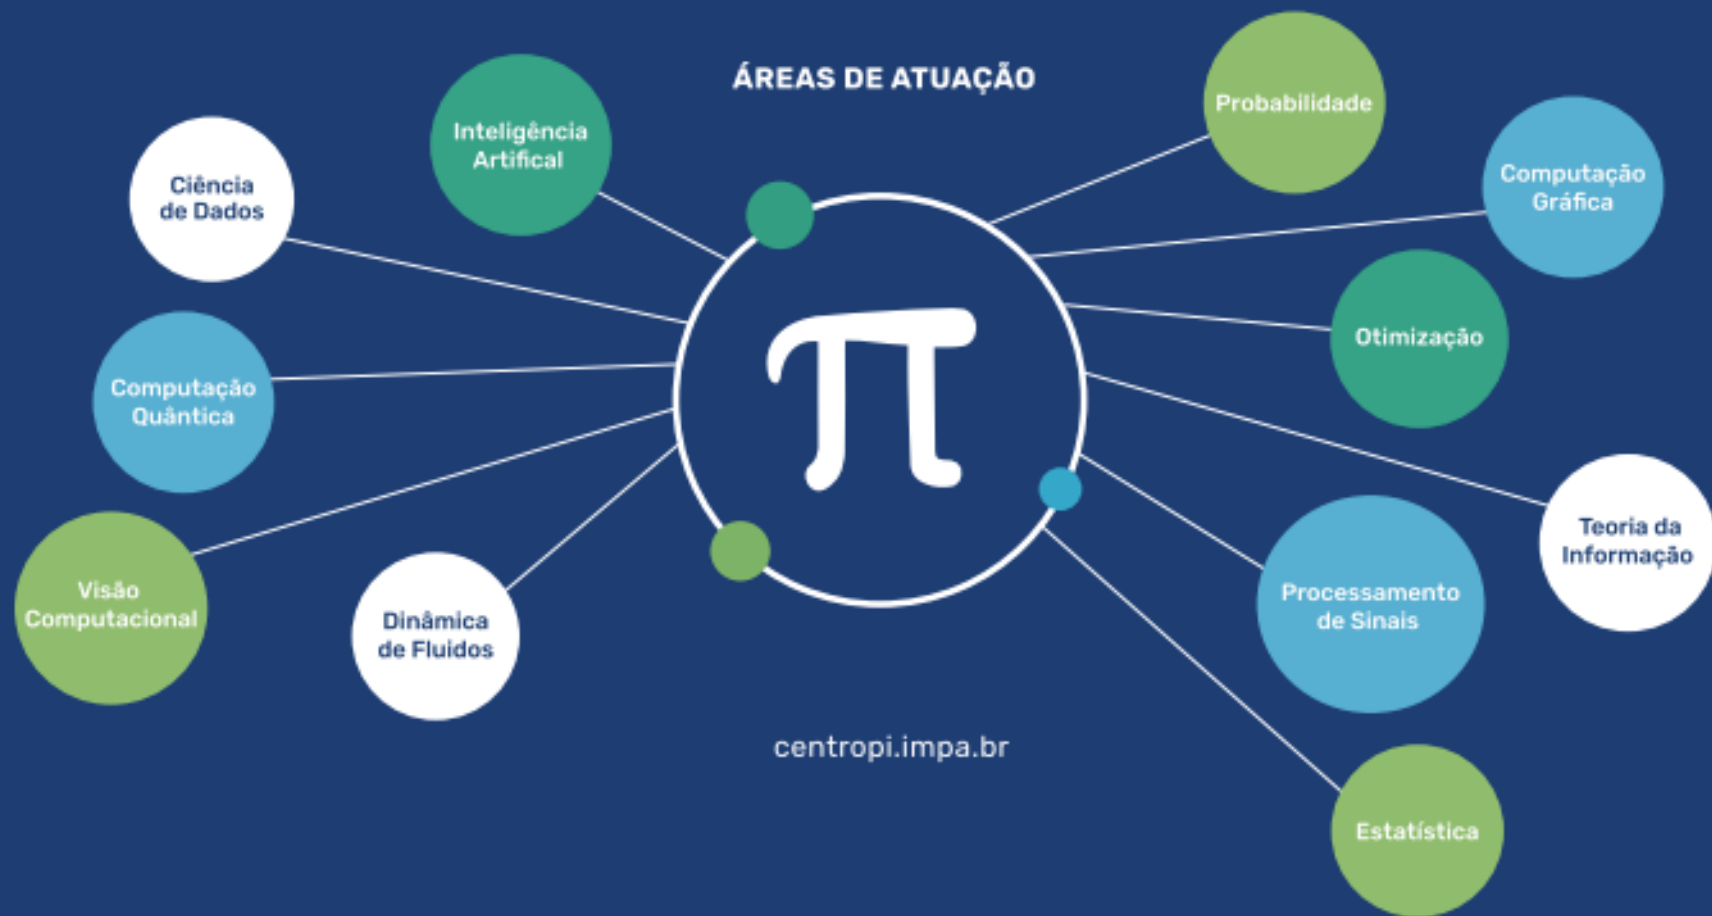 ÁREAS DE ATUAÇÃO
Inteligência
Artifical
Ciência
de Dados
Computação
Quântica
Visão
Computacional
Dinâmica
de Fluidos
π
Probabilidade
Computação
Gráfica
Otimização
Teoria da
Informação
Processamento
de Sinais
Estatística
centropi.impa.br